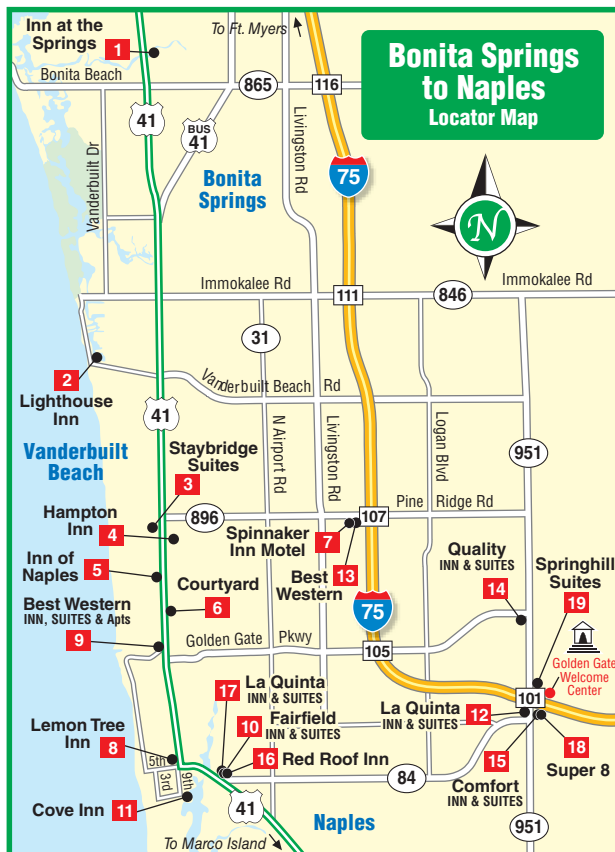 Inn at the
Springs
1
To Ft. Myers
Bonita Springs
to Naples
Locator Map
Bonita Beach
865
116
41
BUS
41
Livingston Rd
75
Vanderbuilt Dr
Bonita
Springs
N
Immokalee Rd
111
846
Immokalee Rd
31
2
Lighthouse
Inn
Vanderbuilt Beach Rd
41
Vanderbuilt
Beach
N Airport Rd
Livingston Rd
Logan Blvd
951
Staybridge
Suites
3
896
107
Pine Ridge Rd
Hampton
Inn
4
Spinnaker
Inn Motel
7
Best
Western
13
Quality
INN & SUITES
14
Springhill
Suites
19
Inn of
Naples
5
Courtyard
6
75
Best Western
INN, SUITES & Apts
9
Golden Gate Pkwy
105
Golden Gate
Welcome
Center
101
17
La Quinta
INN & SUITES
10
Fairfield
INN & SUITES
La Quinta
INN & SUITES
12
Lemon Tree
Inn
8
5th
3rd
9th
16
Red Roof Inn
84
15
Comfort
INN & SUITES
18
Super 8
Cove Inn
11
41
Naples
951
To Marco Island